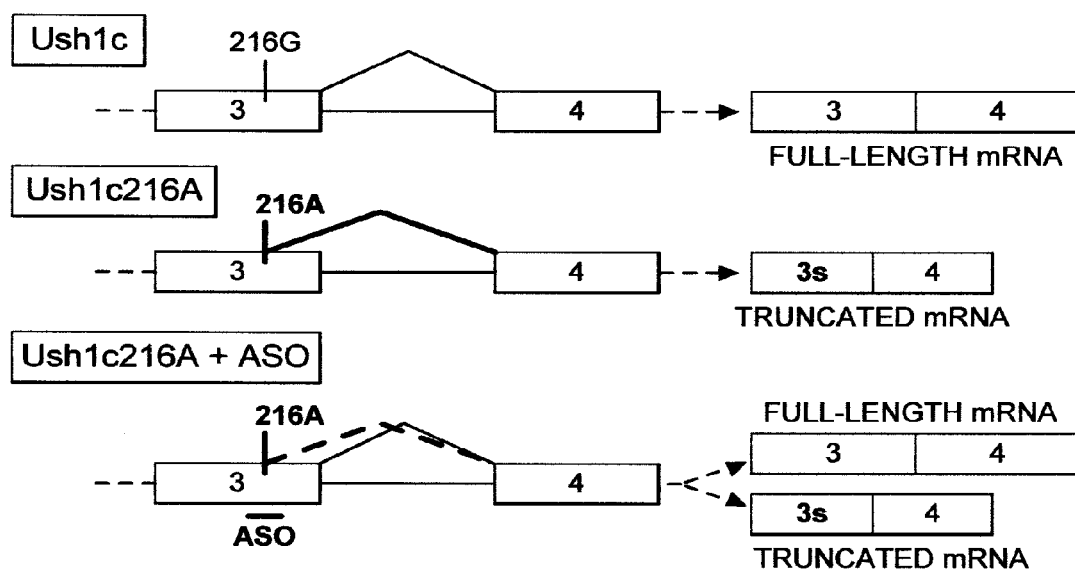 Ush1c
216G
3 4 3 4
FULL-LENGTH mRNA
Ush1c216A
216A
3 4 3s 4
TRUNCATED mRNA
Ush1c216A + ASO
216A
FULL-LENGTH mRNA
3 4
3 4
3s 4
ASO
TRUNCATED mRNA